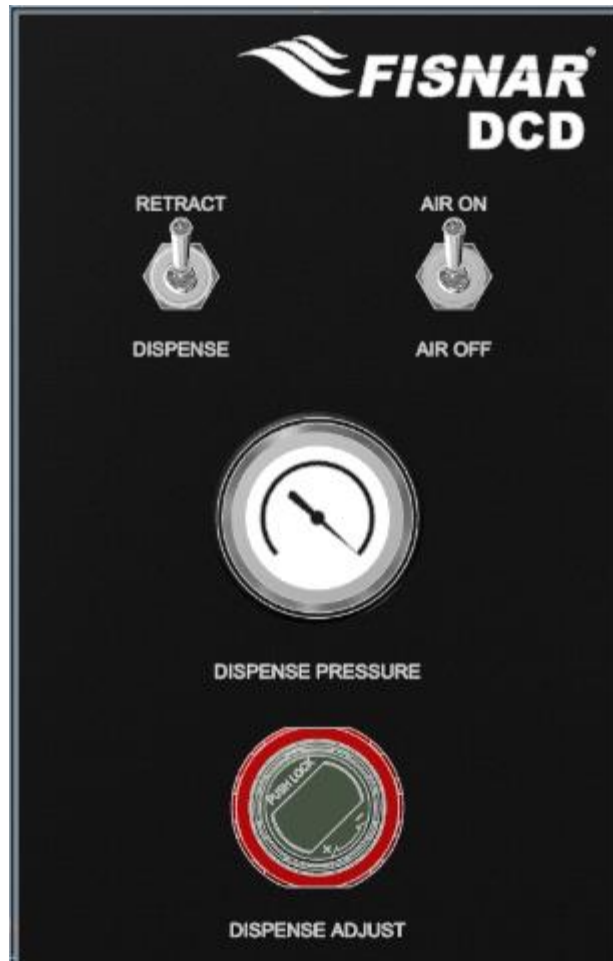 FISNAR®
DCD
RETRACT
AIR ON
DISPENSE
AIR OFF
DISPENSE PRESSURE
PUSH LOCK
DISPENSE ADJUST